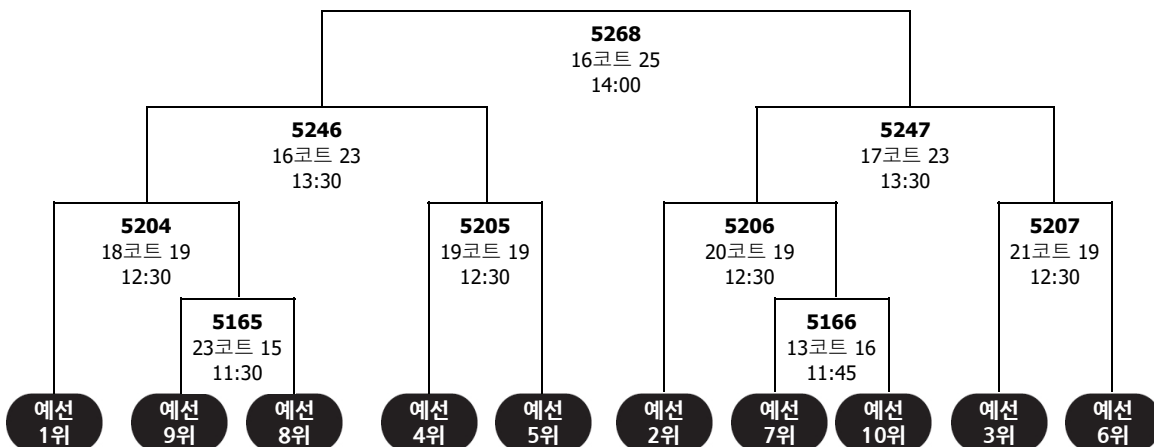 5268
16코트 25
14:00
5246
16코트 23
13:30
5247
17코트 23
13:30
5204
18코트 19
12:30
5205
19코트 19
12:30
5206
20코트 19
12:30
5207
21코트 19
12:30
5165
23코트 15
11:30
5166
13코트 16
11:45
예선
1위
예선
9위
예선
8위
예선
4위
예선
5위
예선
2위
예선
7위
예선
10위
예선
3위
예선
6위